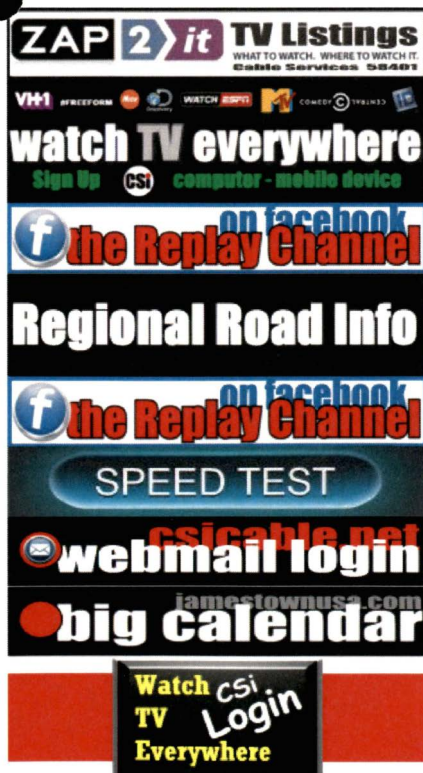 ZAP 2 it TV Listings
WHAT TO WATCH. WHERE TO WATCH IT.
Cable Services 58401
VH1 #FREEFORM Discovery WATCH ESPN MTV COMEDY CENTRAL
watch TV everywhere
Sign Up CSi computer - mobile device
on facebook
f the Replay Channel
Regional Road Info
on facebook
f the Replay Channel
SPEED TEST
csicable.net
webmail login
jamestownusa.com
big calendar
Watch CSi
TV Login
Everywhere